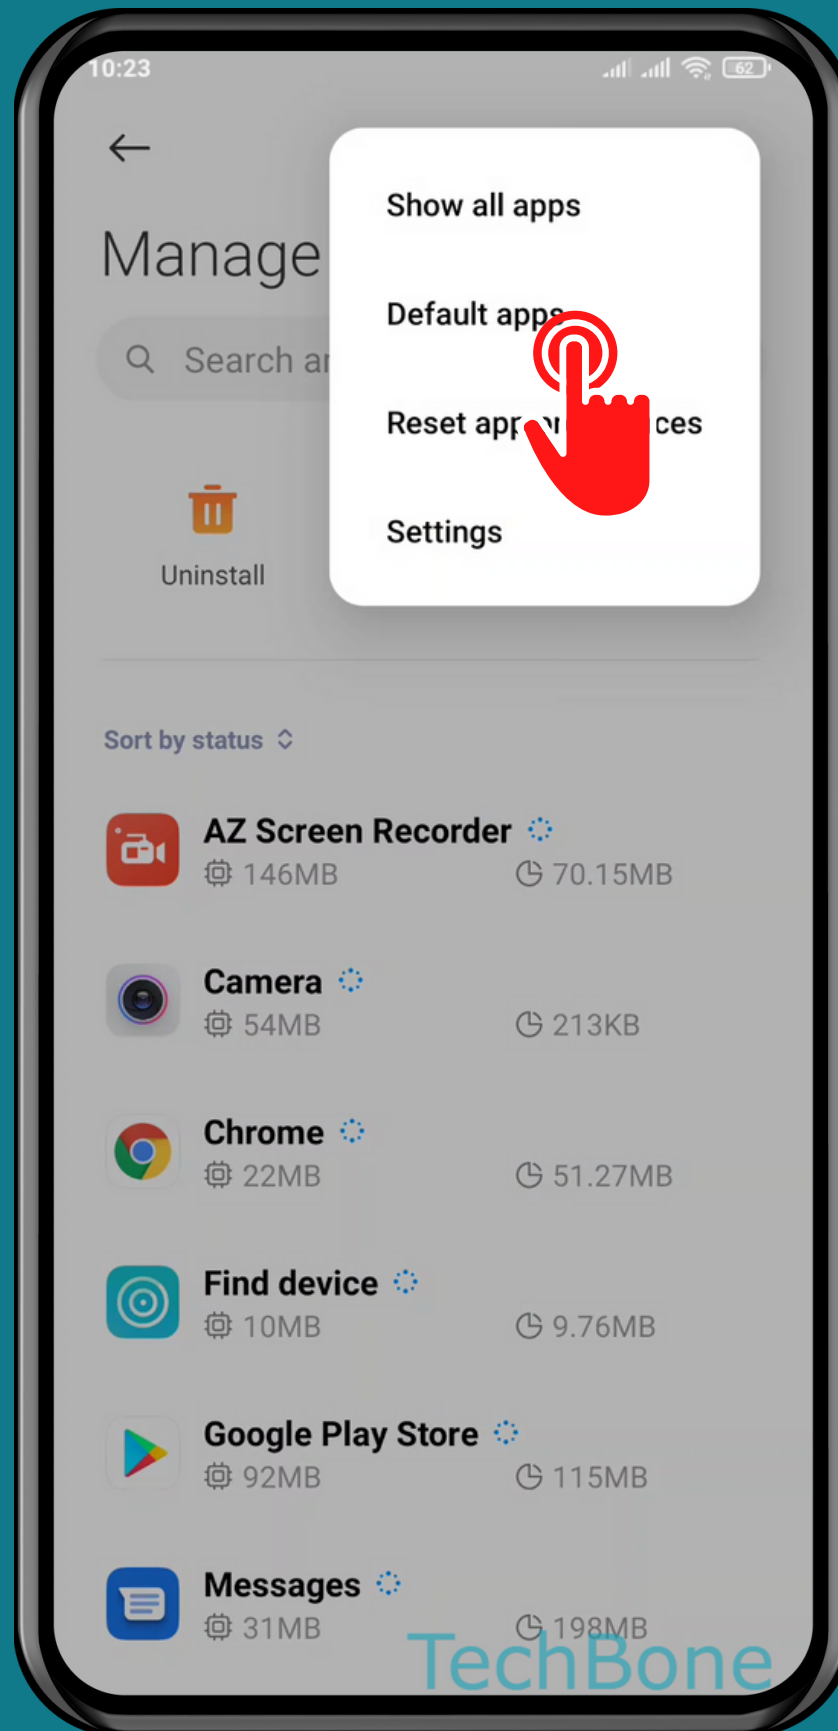 10:23
62
Show all apps
Manage
Default apps
Search
Reset app
ces
Settings
Uninstall
Sort by status
AZ Screen Recorder
146MB 70.15MB
Camera
54MB 213KB
Chrome
22MB 51.27MB
Find device
10MB 9.76MB
Google Play Store
92MB 115MB
Messages
31MB 198MB
TechBone